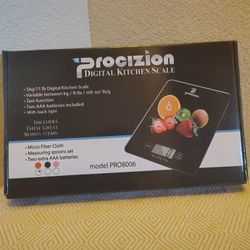 procizion
DIGITAL KITCHEN SCALE
• 5kg/11 lb Digital Kitchen Scale
• Tare function
• Two AAA batteries included
• With back light
INCLUDES
THESE GREAT
BONUS ITEMS:
• Micro Fiber Cloth
• Measuring spoons set
• Two extra AAA batteries
model PRO8006